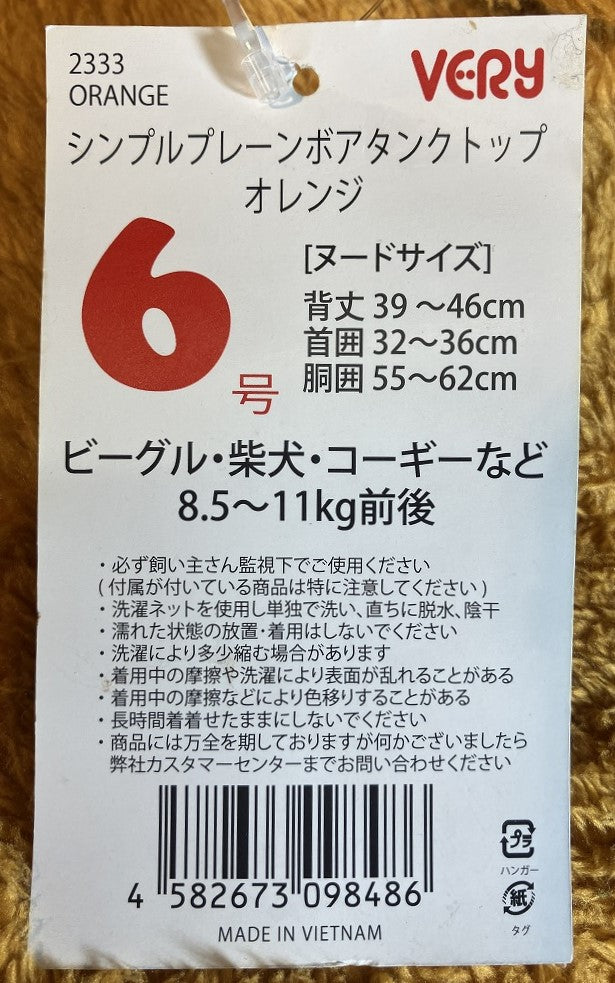 2333
ORANGE
VERY
シンプルプレーンボアタンクトップ
オレンジ
6号
[ヌードサイズ]
背丈 39 ～46cm
首囲 32～36cm
胴囲 55～62cm
ビーグル・柴犬・コーギーなど
8.5～11kg前後
・必ず飼い主さん監視下でご使用ください
( 付属が付いている商品は特に注意してください )
・洗濯ネットを使用し単独で洗い、直ちに脱水、陰干
・濡れた状態の放置・着用はしないでください
・洗濯により多少縮む場合があります
・着用中の摩擦や洗濯により表面が乱れることがある
・着用中の摩擦などにより色移りすることがある
・長時間着着せたままにしないでください
・商品には万全を期しておりますが何かございましたら
弊社カスタマーセンターまでお問い合わせください
4 582673 098486
MADE IN VIETNAM
プラ
ハンガー
紙
タグ